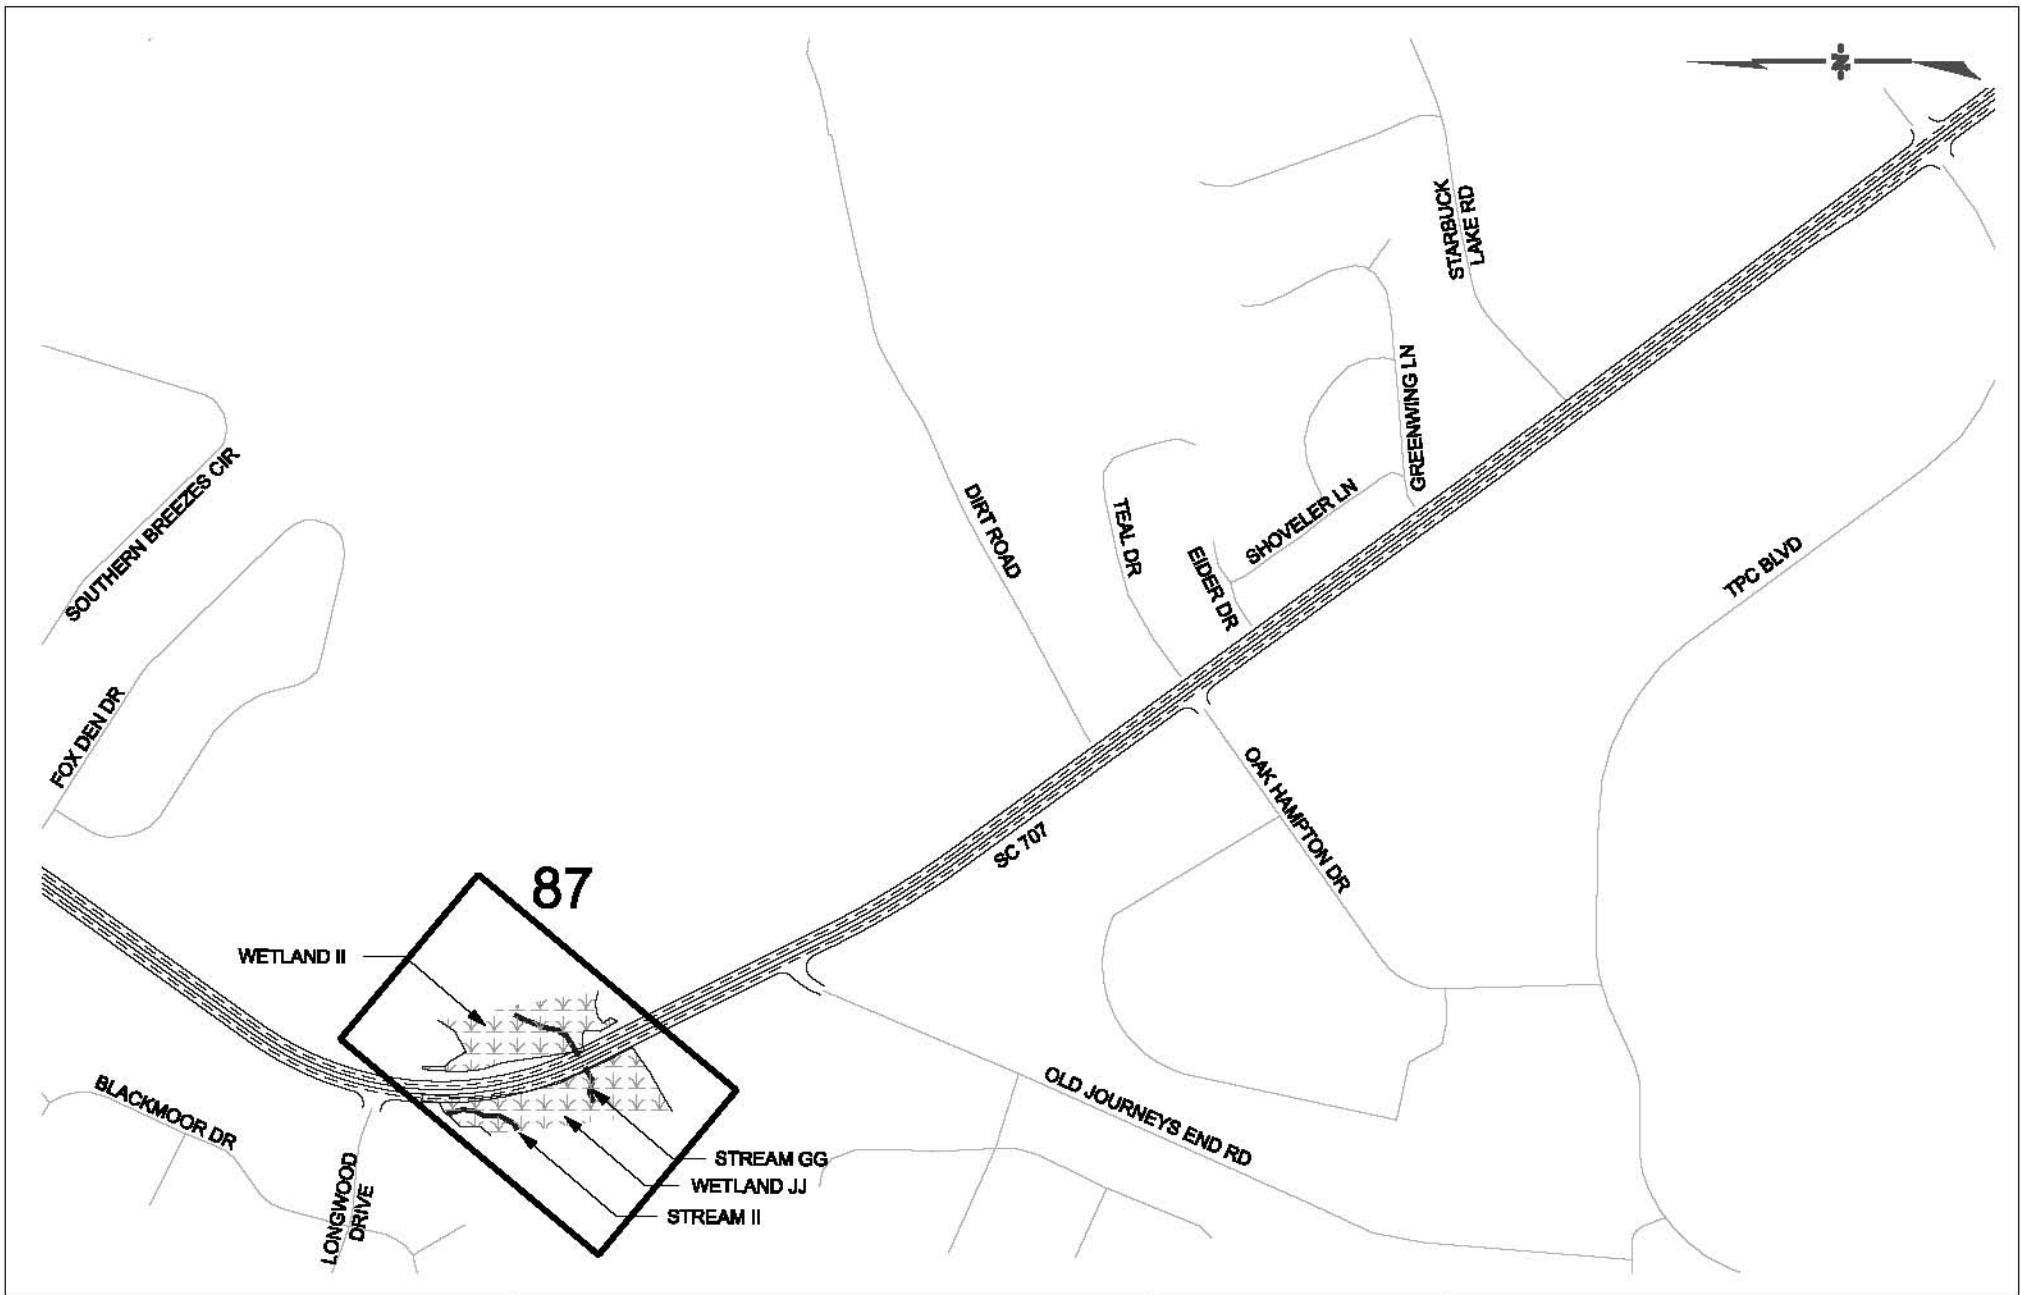 N
STARBUCK
LAKE RD
GREENWING LN
SOUTHERN BREEZES CIR
DIRT ROAD
TEAL DR
SHOVELER LN
EIDER DR
TPC BLVD
FOX DEN DR
OAK HAMPTON DR
SC 707
87
WETLAND II
BLACKMOOR DR
OLD JOURNEYS END RD
LONGWOOD
DRIVE
STREAM GG
WETLAND JJ
STREAM II